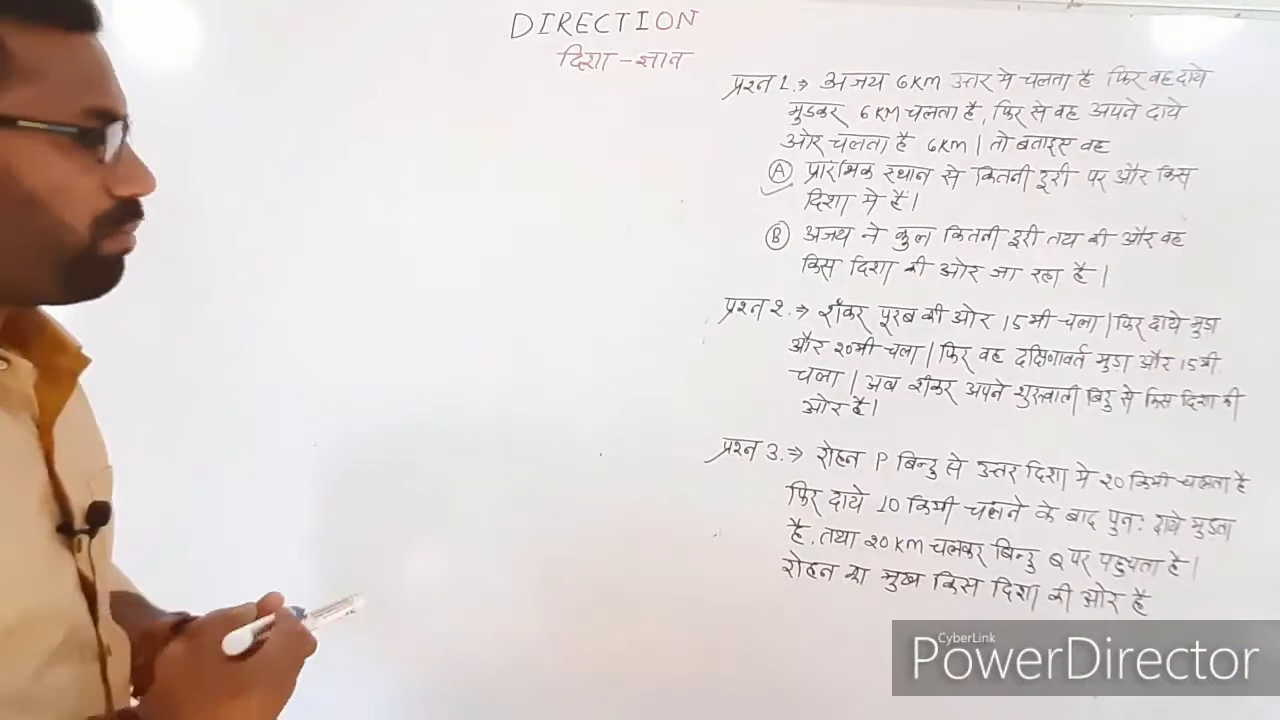 DIRECTION
दिशा - ज्ञान
प्रश्न 1. ⇒ अजय 6KM उत्तर मे चलता है फिर वह दाये
मुडकर 6KM चलता है, फिर से वह अपने दाये
ओर चलता है 6KM | तो बताइए वह
(A) प्रारंभिक स्थान से कितनी दूरी पर और किस
दिशा मे है।
(B) अजय ने कुल कितनी दूरी तय की और वह
किस दिशा की ओर जा रहा है |
प्रश्न 2. ⇒ शंकर पूरब की ओर 15मी चला | फिर दाये मुडा
और 20मी चला | फिर वह दक्षिणावर्त मुडा और 15मी
चला | अब शंकर अपने शुरूवाती बिंदु से किस दिशा की
ओर है।
प्रश्न 3. ⇒ रोहन P बिन्दु से उत्तर दिशा मे 20 किमी चलता है
फिर दाये 10 किमी चलने के बाद पुनः दाये मुडता
है, तथा 20 KM चलकर बिन्दु Q पर पहुचता है |
रोहन का मुख किस दिशा की ओर है
CyberLink
PowerDirector